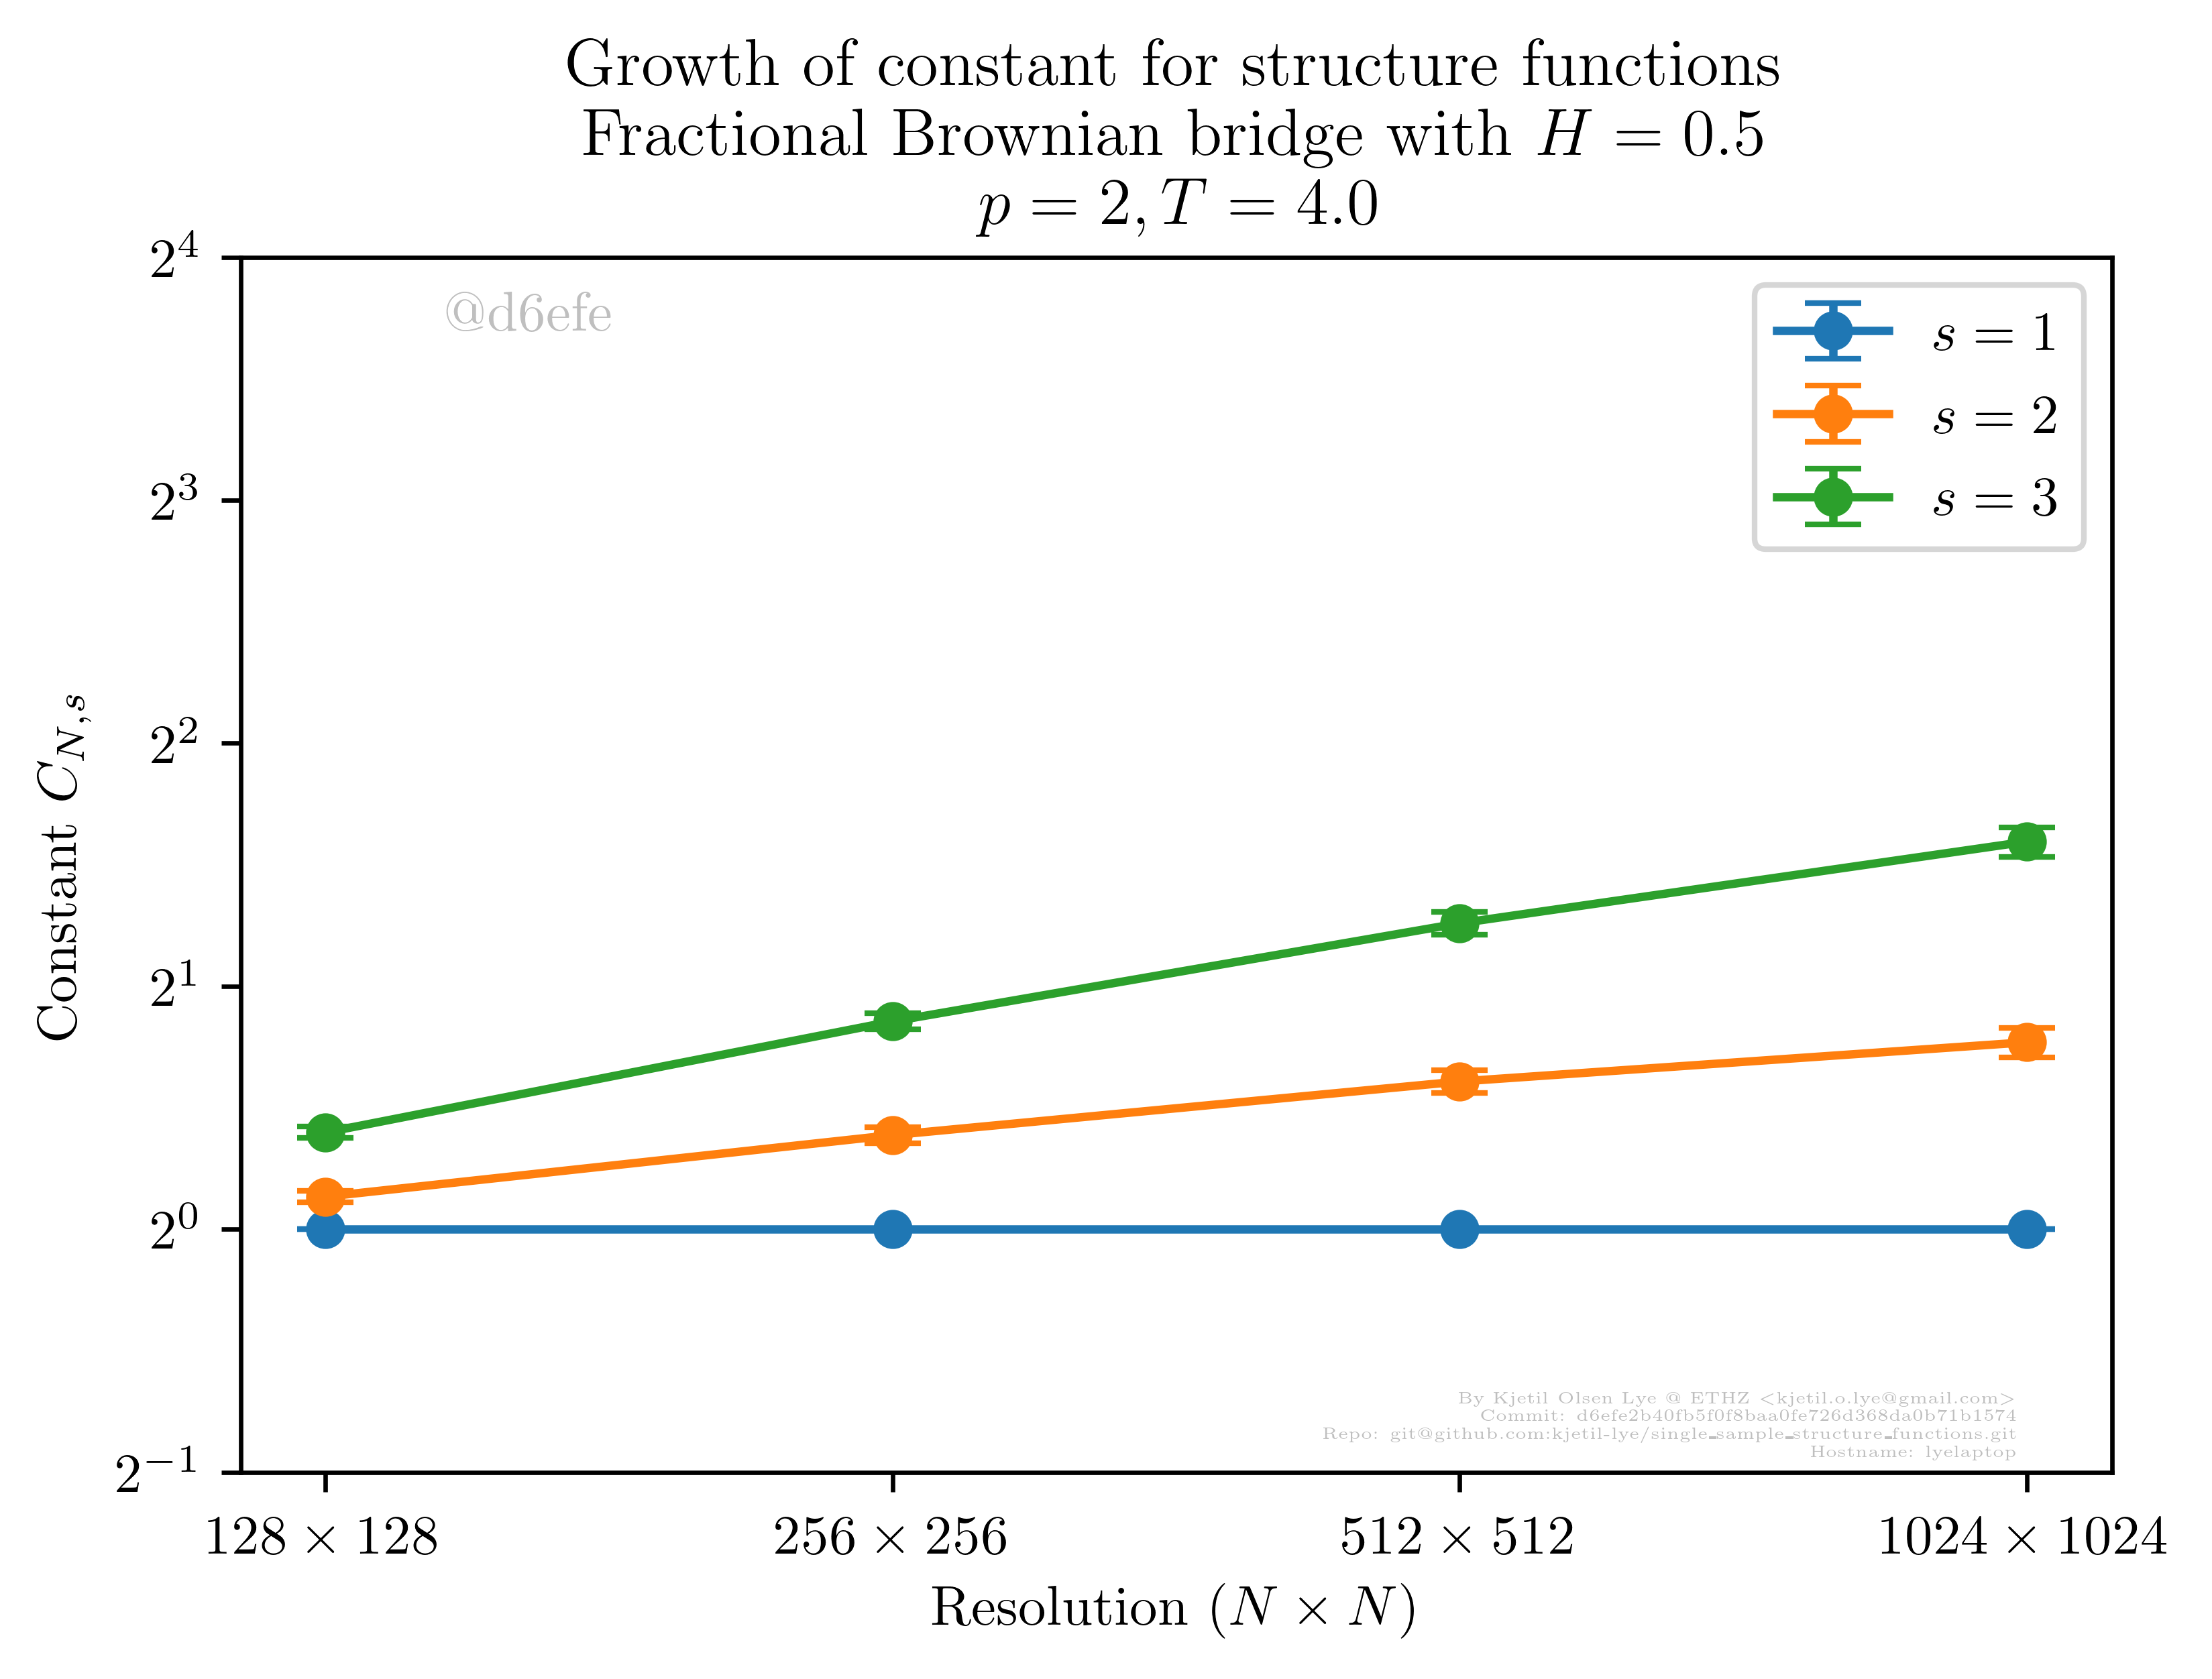 Growth of constant for structure functions
Fractional Brownian bridge with H = 0.5
p = 2, T = 4.0
@d6efe
s = 1
s = 2
s = 3
2^4
2^3
2^2
2^1
2^0
2^{-1}
Constant C_{N,s}
By Kjetil Olsen Lye @ ETHZ <kjetil.o.lye@gmail.com>
Commit: d6efe2b40fb5f0f8baa0fe726d368da0b71b1574
Repo: git@github.com:kjetil-lye/single_sample_structure_functions.git
Hostname: lyelaptop
128 × 128 256 × 256 512 × 512 1024 × 1024
Resolution (N × N)